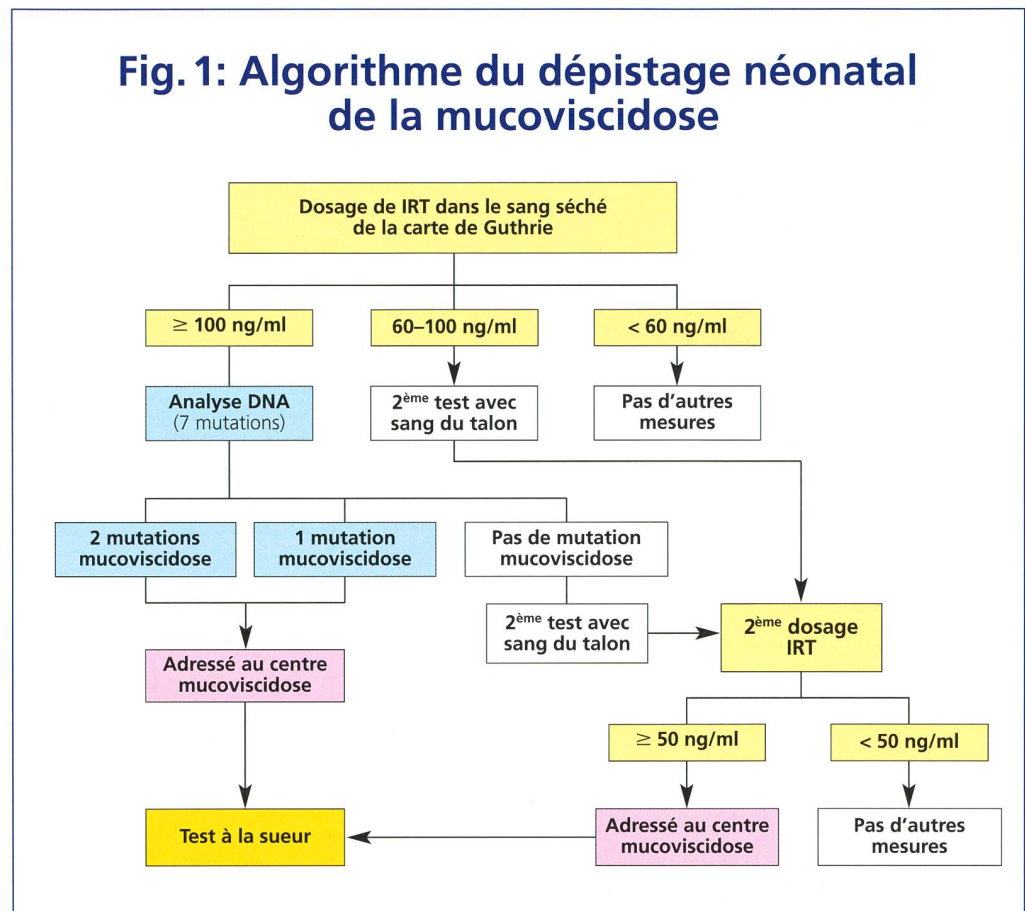 Fig. 1: Algorithme du dépistage néonatal
de la mucoviscidose
Dosage de IRT dans le sang séché
de la carte de Guthrie
≥ 100 ng/ml
60–100 ng/ml
< 60 ng/ml
Analyse DNA
(7 mutations)
2ème test avec
sang du talon
Pas d'autres
mesures
2 mutations
mucoviscidose
1 mutation
mucoviscidose
Pas de mutation
mucoviscidose
2ème test avec
sang du talon
2ème dosage
IRT
Adressé au centre
mucoviscidose
≥ 50 ng/ml
< 50 ng/ml
Test à la sueur
Adressé au centre
mucoviscidose
Pas d'autres
mesures